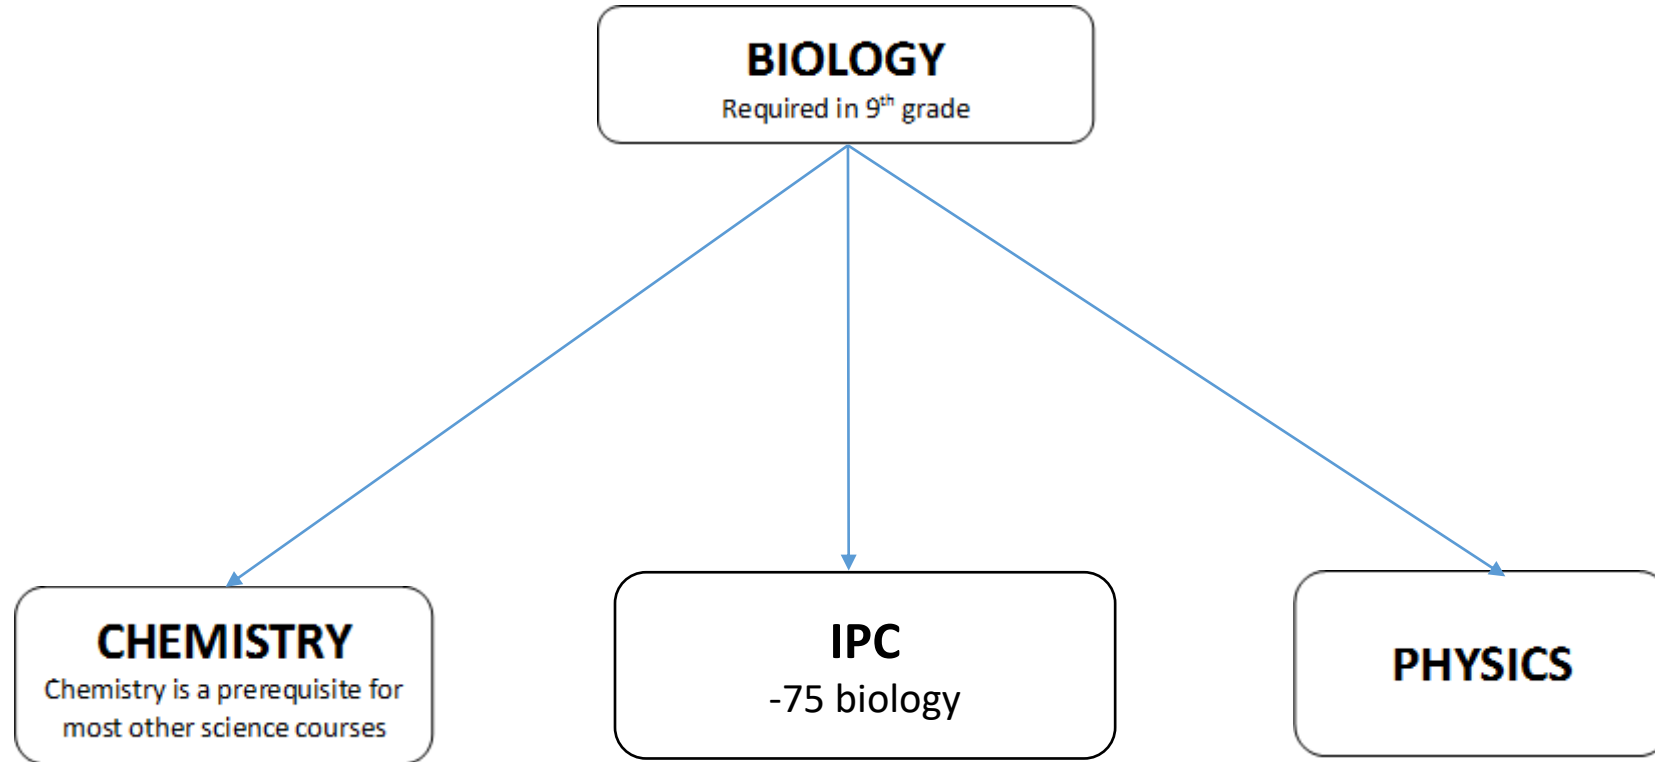 BIOLOGY
Required in 9th grade
CHEMISTRY
Chemistry is a prerequisite for
most other science courses
IPC
-75 biology
PHYSICS